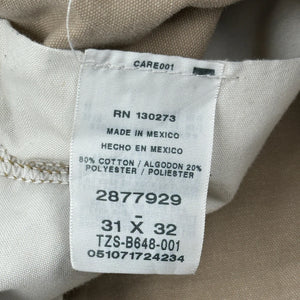 CARE001
RN 130273
MADE IN MEXICO
HECHO EN MEXICO
80% COTTON / ALGODON 20%
POLYESTER / POLIESTER
2877929
-
31 X 32
TZS-B648-001
051071724234